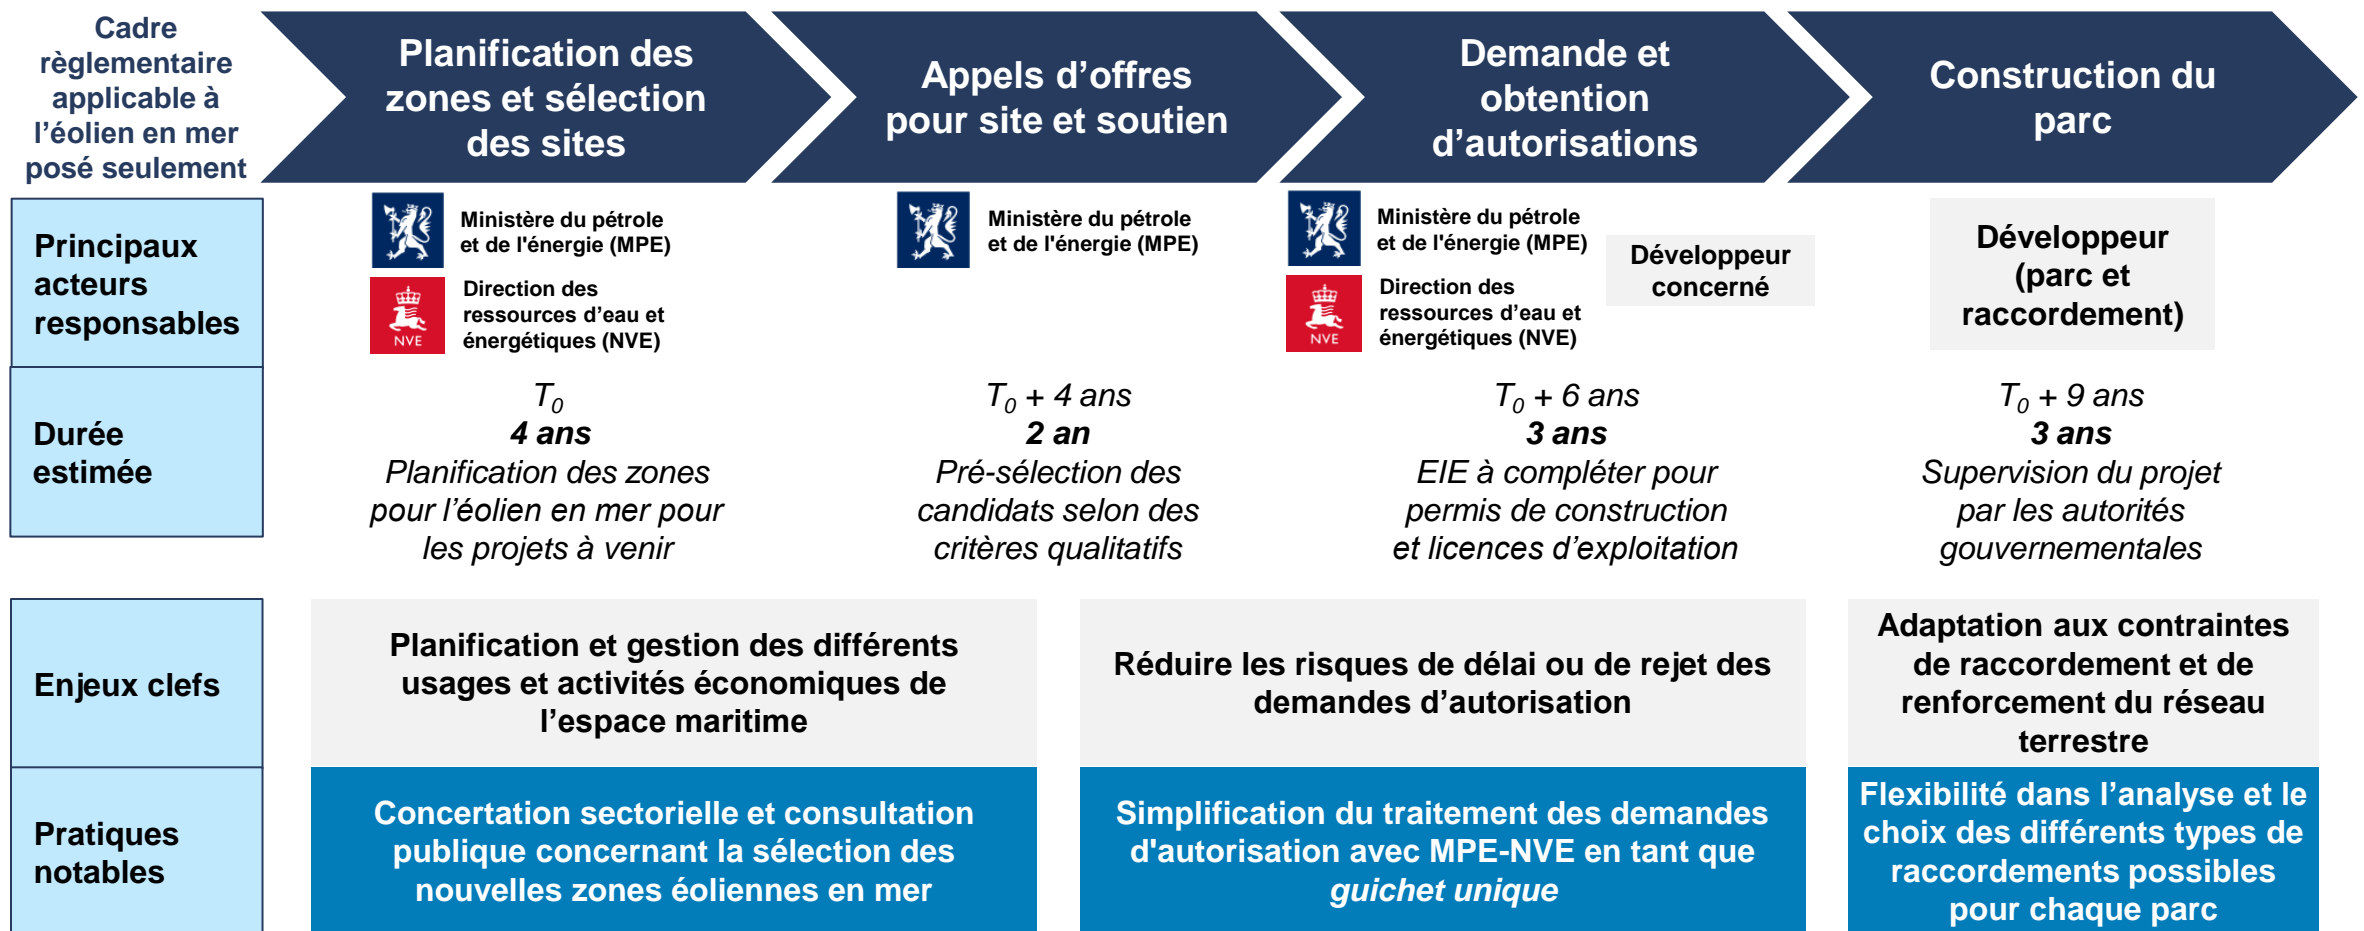 Cadre
règlementaire
applicable à
l’éolien en mer
posé seulement
Planification des
zones et sélection
des sites
Appels d’offres
pour site et soutien
Demande et
obtention
d’autorisations
Construction du
parc
Principaux
acteurs
responsables
Ministère du pétrole
et de l'énergie (MPE)
NVE
Direction des
ressources d’eau et
énergétiques (NVE)
Ministère du pétrole
et de l'énergie (MPE)
Ministère du pétrole
et de l'énergie (MPE)
NVE
Direction des
ressources d’eau et
énergétiques (NVE)
Développeur
concerné
Développeur
(parc et
raccordement)
Durée
estimée
T0
4 ans
Planification des zones
pour l’éolien en mer pour
les projets à venir
T0 + 4 ans
2 an
Pré-sélection des
candidats selon des
critères qualitatifs
T0 + 6 ans
3 ans
EIE à compléter pour
permis de construction
et licences d’exploitation
T0 + 9 ans
3 ans
Supervision du projet
par les autorités
gouvernementales
Enjeux clefs
Planification et gestion des différents
usages et activités économiques de
l’espace maritime
Réduire les risques de délai ou de rejet des
demandes d’autorisation
Adaptation aux contraintes
de raccordement et de
renforcement du réseau
terrestre
Pratiques
notables
Concertation sectorielle et consultation
publique concernant la sélection des
nouvelles zones éoliennes en mer
Simplification du traitement des demandes
d'autorisation avec MPE-NVE en tant que
guichet unique
Flexibilité dans l’analyse et le
choix des différents types de
raccordements possibles
pour chaque parc